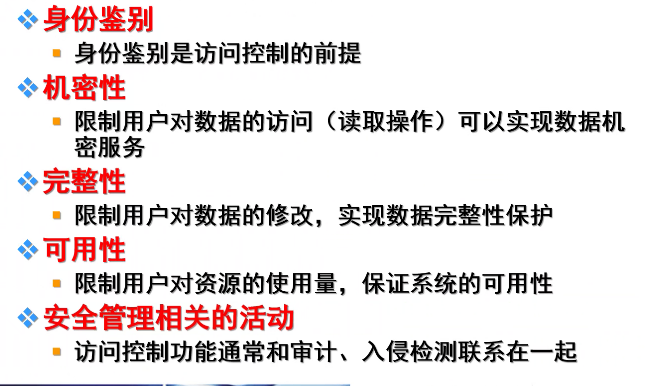 身份鉴别
身份鉴别是访问控制的前提
机密性
限制用户对数据的访问（读取操作）可以实现数据机
密服务
完整性
限制用户对数据的修改，实现数据完整性保护
可用性
限制用户对资源的使用量，保证系统的可用性
安全管理相关的活动
访问控制功能通常和审计、入侵检测联系在一起